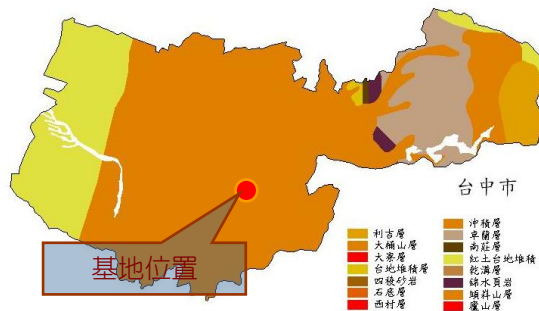 台中市
基地位置
利吉層
大桶山層
大寮層
台地堆積層
四稜砂岩
石底層
西村層
沖積層
卓蘭層
南莊層
紅土台地堆積
乾溝層
綠水頁岩
頭嵙山層
廬山層